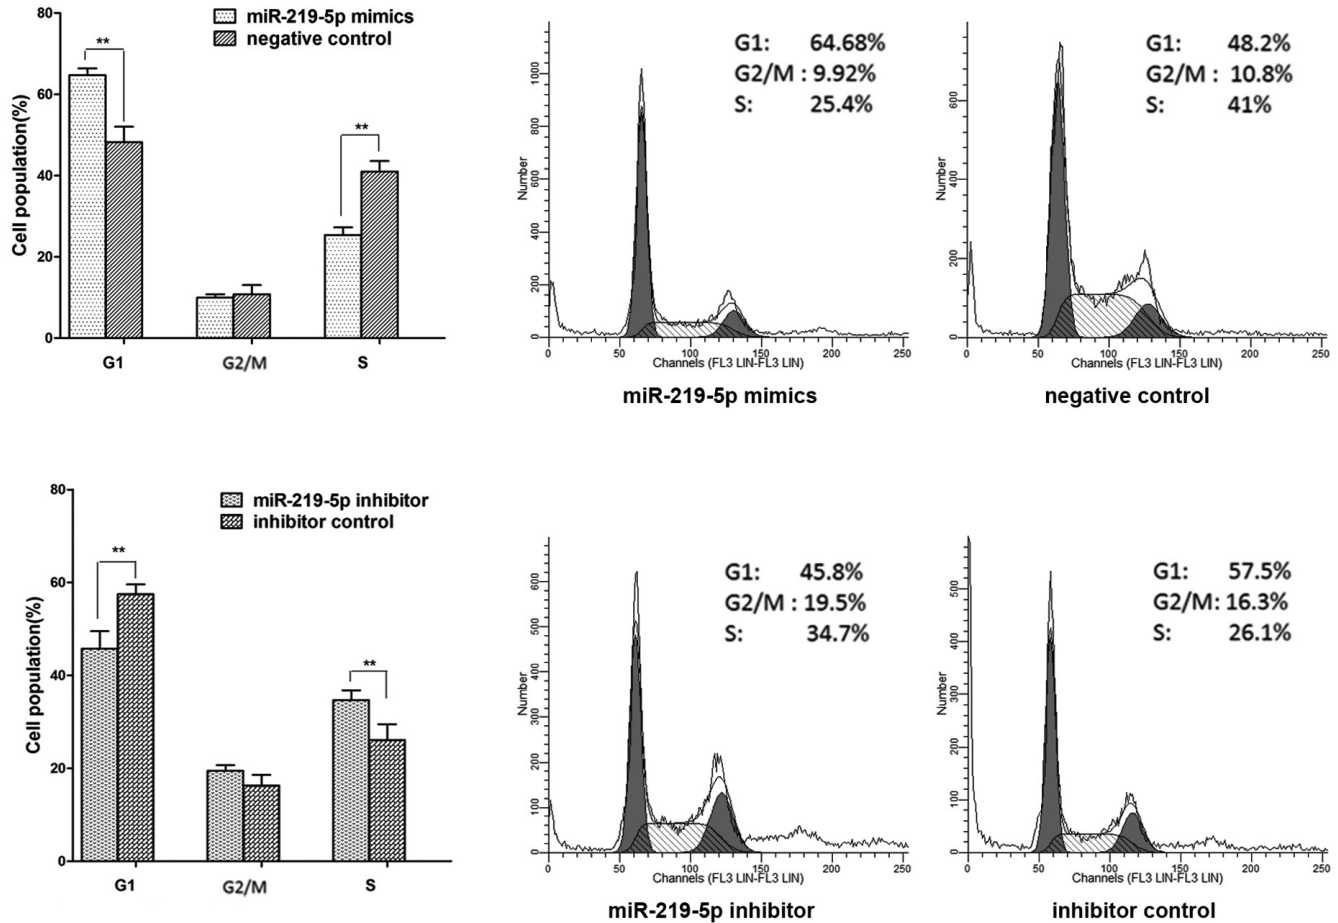 miR-219-5p mimics
negative control
Cell population(%)
80
60
40
20
0
**
**
G1
G2/M
S
G1: 64.68%
G2/M : 9.92%
S: 25.4%
Number
1000
800
600
400
200
0
0 50 100 150 200 250
Channels (FL3 LIN-FL3 LIN)
miR-219-5p mimics
G1: 48.2%
G2/M : 10.8%
S: 41%
Number
600
400
200
0
0 50 100 150 200 250
Channels (FL3 LIN-FL3 LIN)
negative control
miR-219-5p inhibitor
inhibitor control
Cell population(%)
80
60
40
20
0
**
**
G1
G2/M
S
G1: 45.8%
G2/M : 19.5%
S: 34.7%
Number
600
500
400
300
200
100
0
0 50 100 150 200 250
Channels (FL3 LIN-FL3 LIN)
miR-219-5p inhibitor
G1: 57.5%
G2/M: 16.3%
S: 26.1%
Number
500
400
300
200
100
0
0 50 100 150 200 250
Channels (FL3 LIN-FL3 LIN)
inhibitor control